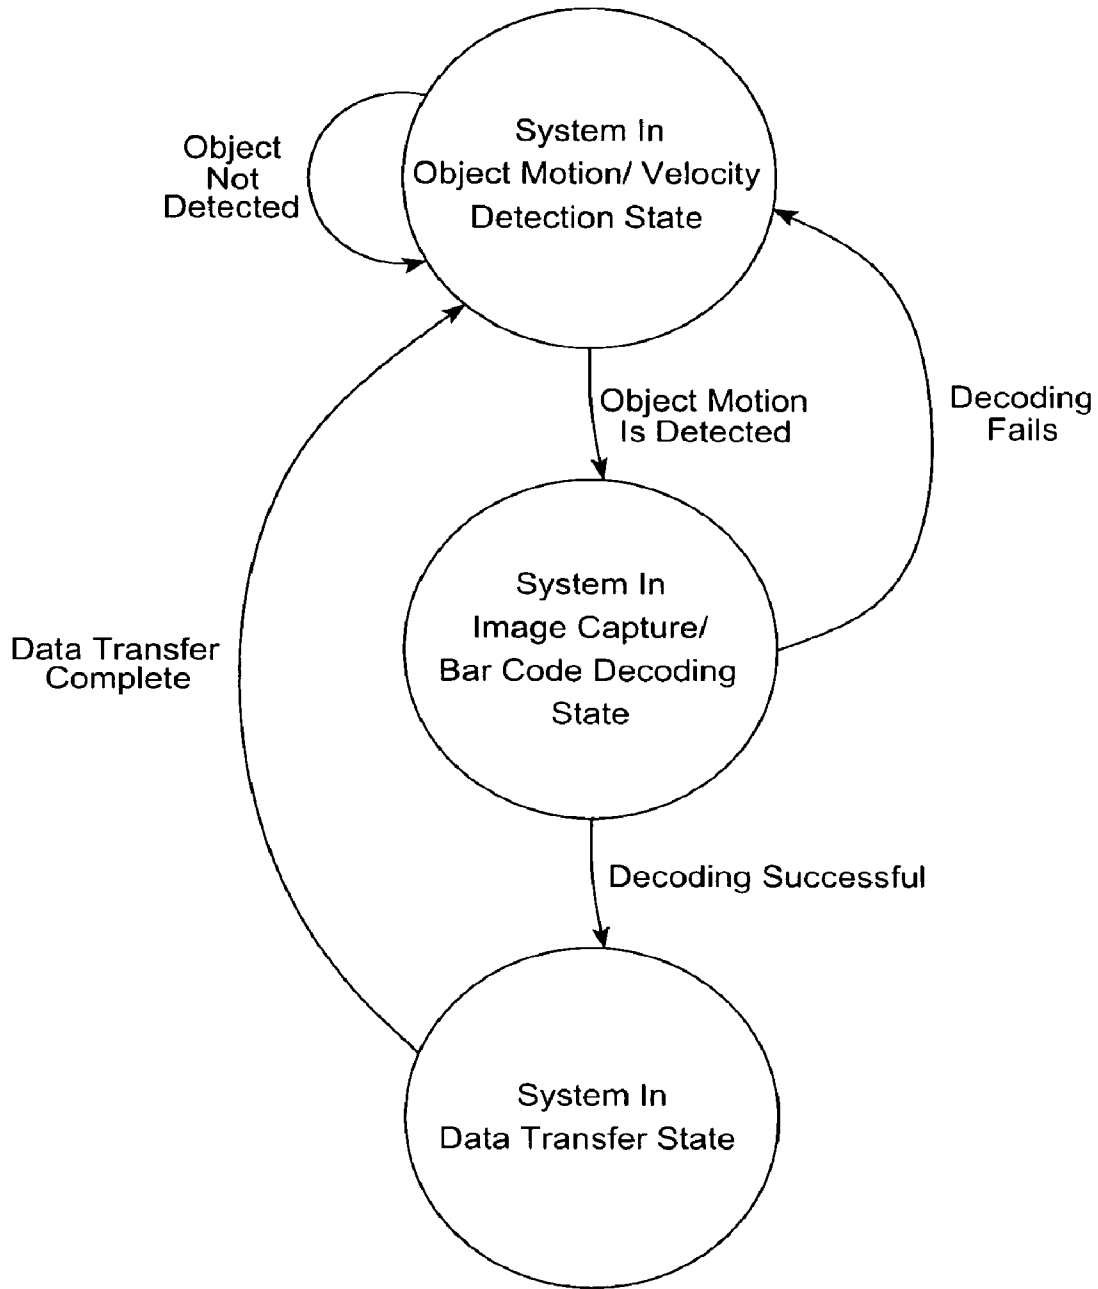 System In
Object Motion/ Velocity
Detection State
Object
Not
Detected
Object Motion
Is Detected
Decoding
Fails
System In
Image Capture/
Bar Code Decoding
State
Data Transfer
Complete
Decoding Successful
System In
Data Transfer State